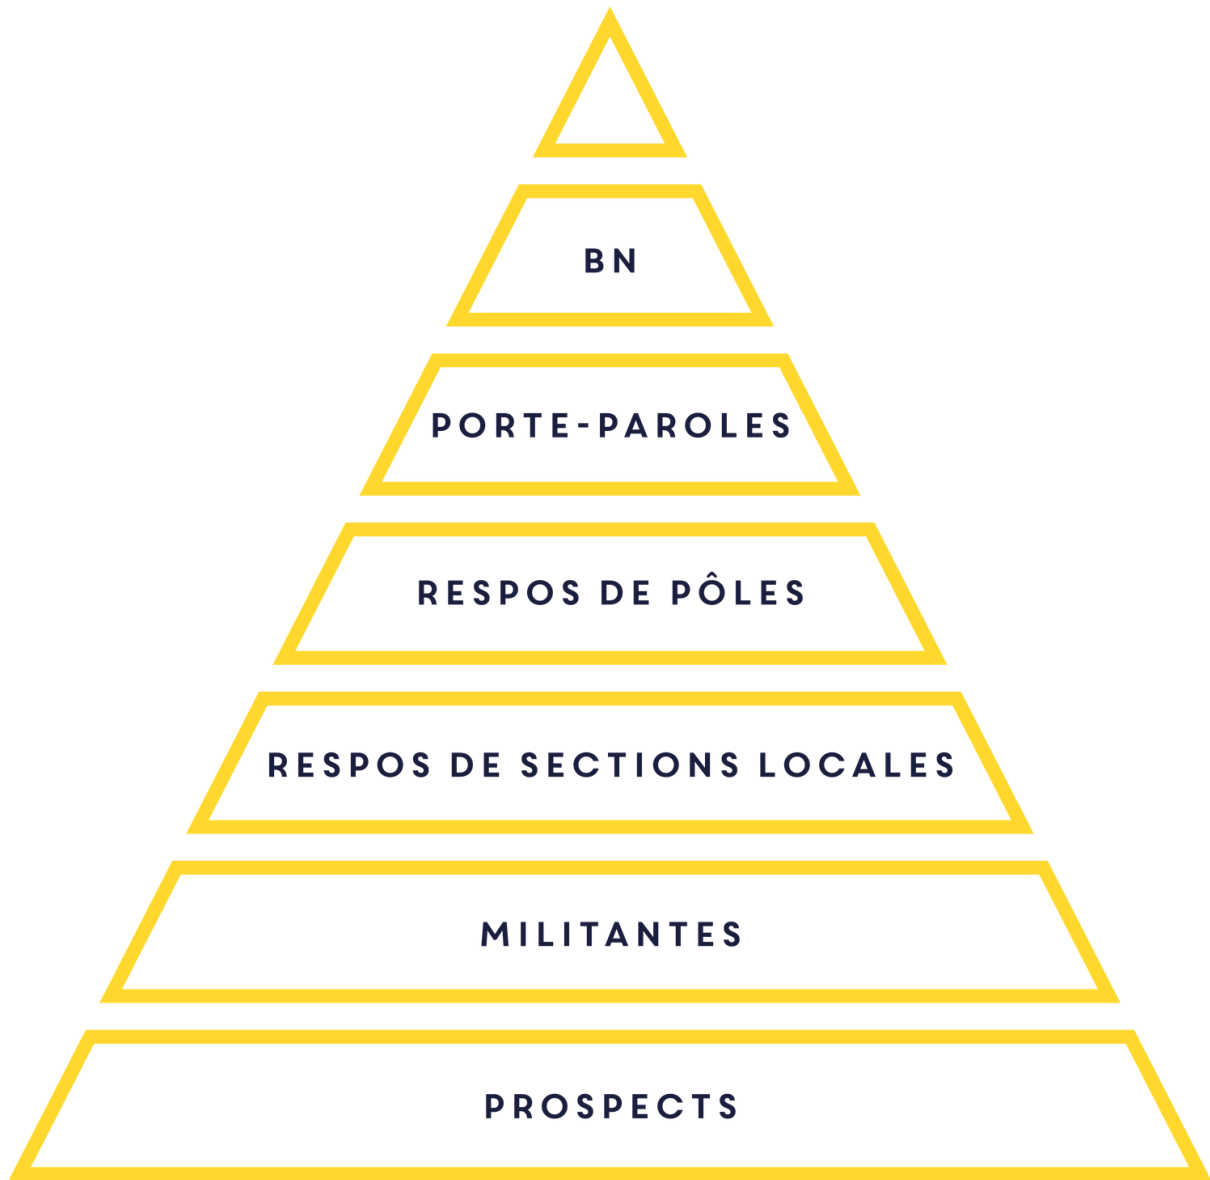 BN
PORTE-PAROLES
RESPOS DE PÔLES
RESPOS DE SECTIONS LOCALES
MILITANTES
PROSPECTS